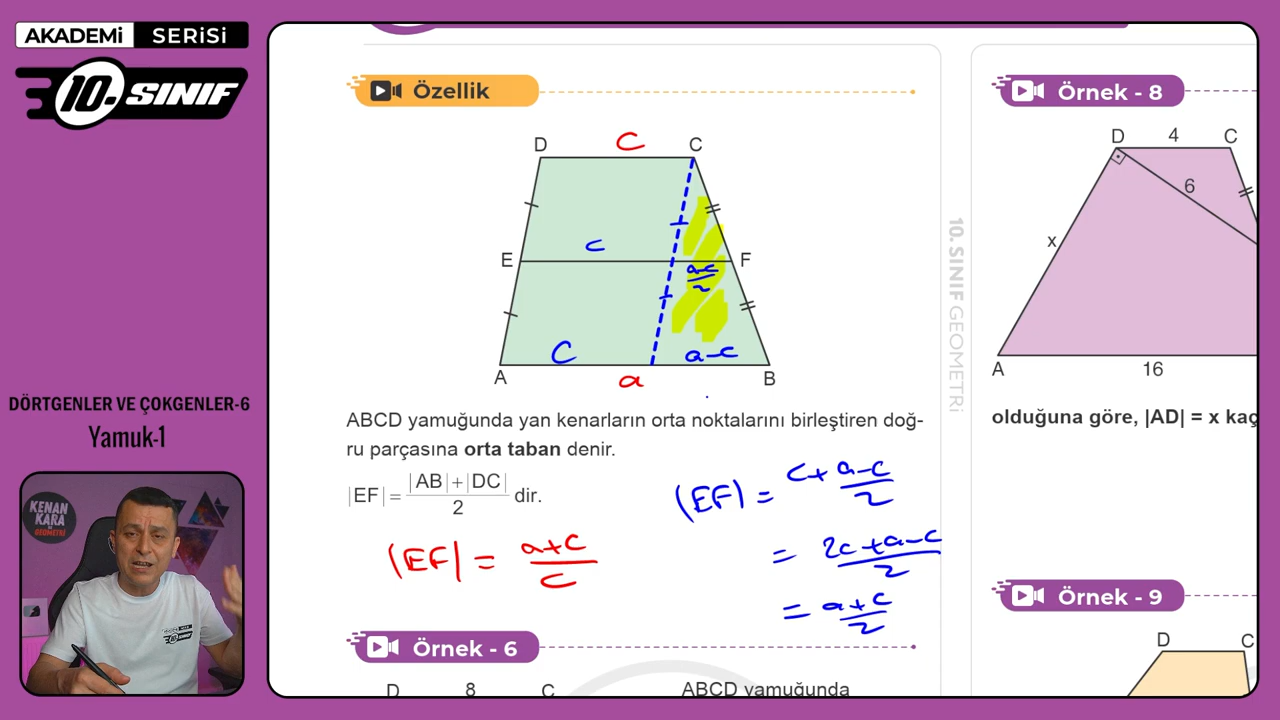 AKADEMİ SERİSİ
10. SINIF
DÖRTGENLER VE ÇOKGENLER-6
Yamuk-1
KENAN
KARA
GEOMETRİ
Özellik
D C C
c
E a-c/2 F
C a-c
A a B
ABCD yamuğunda yan kenarların orta noktalarını birleştiren doğ-
ru parçasına orta taban denir.
|EF| = |AB|+|DC|/2 dir.
|EF| = a+c/c
|EF| = c+a-c/2
= 2c+a-c/2
= a+c/2
Örnek - 6
D 8 C
ABCD yamuğunda
10. SINIF GEOMETRİ
Örnek - 8
D 4 C
6
x
A 16
olduğuna göre, |AD| = x kaç
Örnek - 9
D C